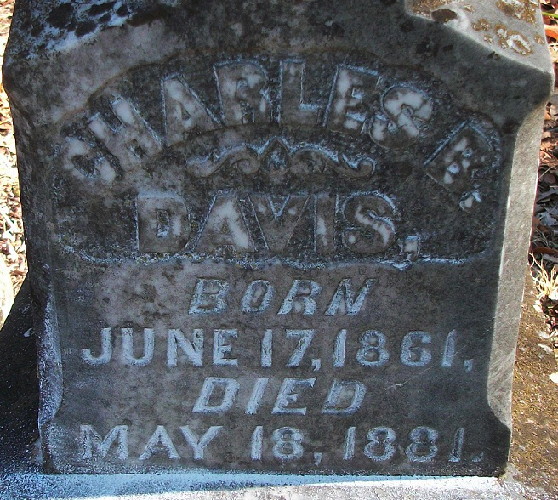 CHARLES R.
DAVIS,
BORN
JUNE 17, 1861,
DIED
MAY 18, 1881.